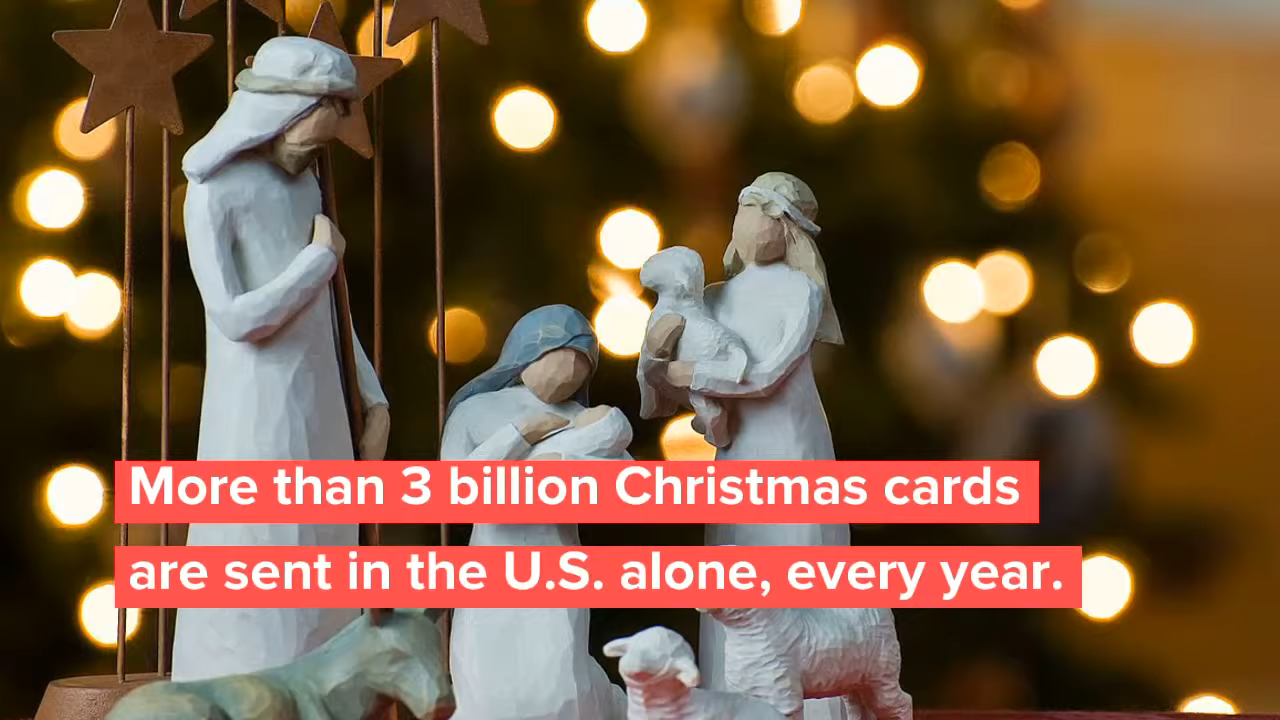 More than 3 billion Christmas cards
are sent in the U.S. alone, every year.